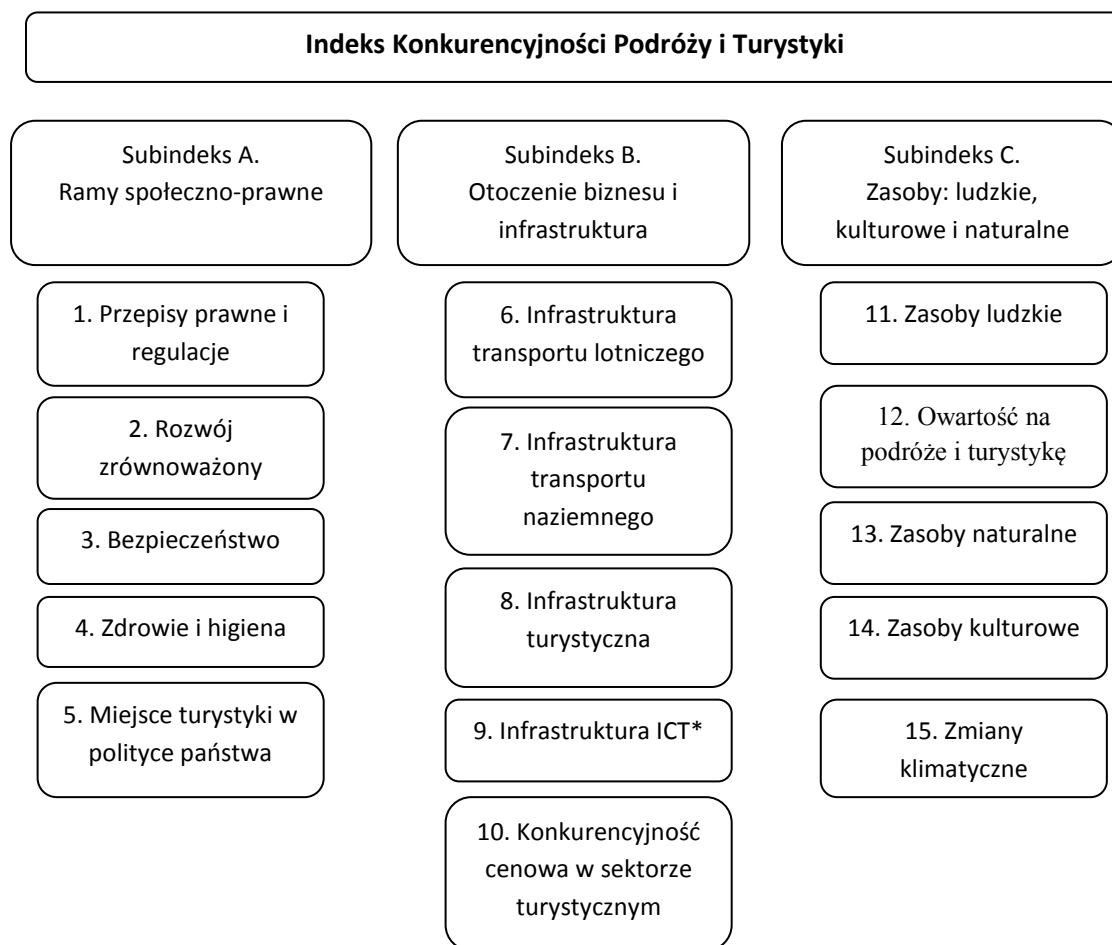 Indeks Konkurencyjności Podróży i Turystyki
Subindeks A.
Ramy społeczno-prawne
1. Przepisy prawne i
regulacje
2. Rozwój
zrównoważony
3. Bezpieczeństwo
4. Zdrowie i higiena
5. Miejsce turystyki w
polityce państwa
Subindeks B.
Otoczenie biznesu i
infrastruktura
6. Infrastruktura
transportu lotniczego
7. Infrastruktura
transportu
naziemnego
8. Infrastruktura
turystyczna
9. Infrastruktura ICT*
10. Konkurencyjność
cenowa w sektorze
turystycznym
Subindeks C.
Zasoby: ludzkie,
kulturowe i naturalne
11. Zasoby ludzkie
12. Owartość na
podróże i turystykę
13. Zasoby naturalne
14. Zasoby kulturowe
15. Zmiany
klimatyczne